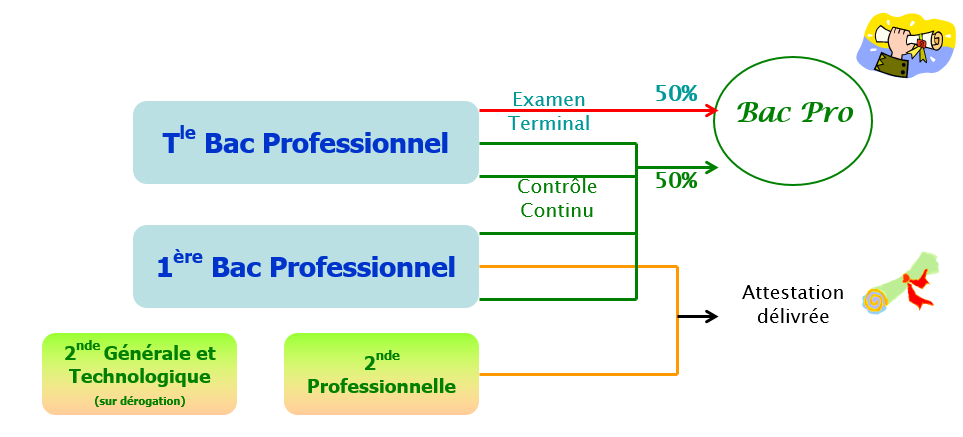 Examen
Terminal
50%
Bac Pro
Tle Bac Professionnel
Contrôle
Continu
50%
1ère Bac Professionnel
Attestation
délivrée
2nde Générale et
Technologique
(sur dérogation)
2nde
Professionnelle